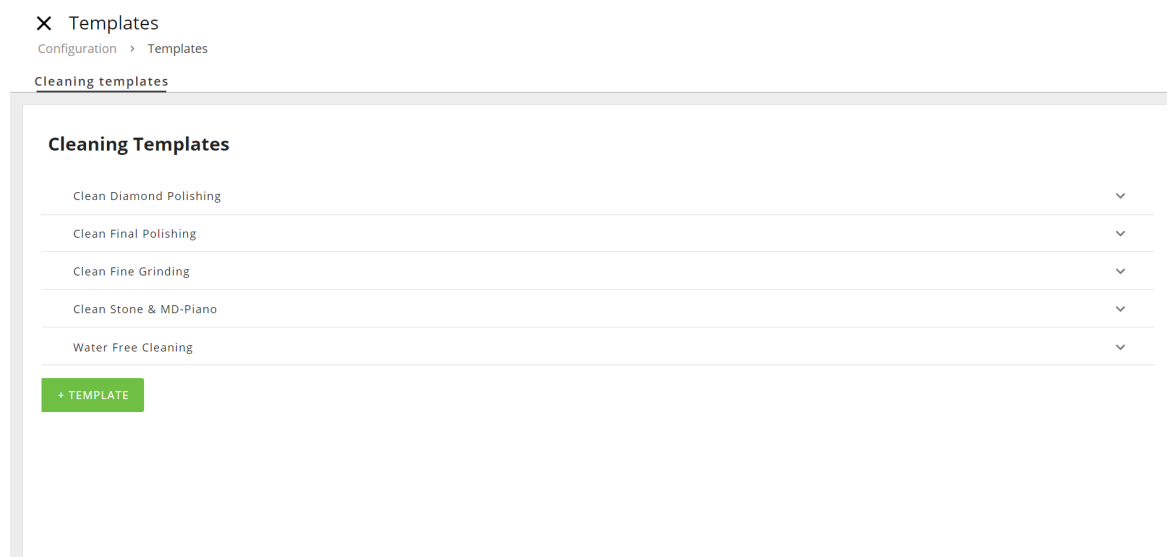 Templates
Configuration > Templates
Cleaning templates
Cleaning Templates
Clean Diamond Polishing
Clean Final Polishing
Clean Fine Grinding
Clean Stone & MD-Piano
Water Free Cleaning
+ TEMPLATE